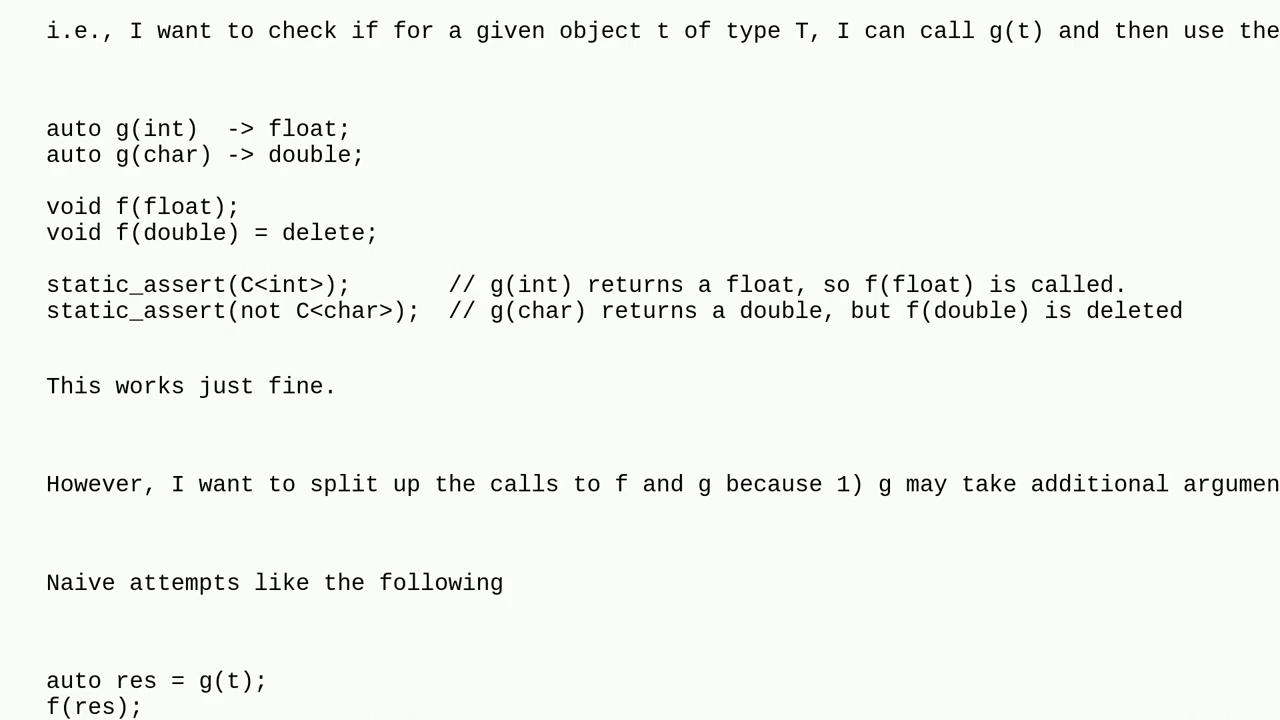 i.e., I want to check if for a given object t of type T, I can call g(t) and then use the
auto g(int)  -> float;
auto g(char) -> double;
void f(float);
void f(double) = delete;
static_assert(C<int>);       // g(int) returns a float, so f(float) is called.
static_assert(not C<char>);  // g(char) returns a double, but f(double) is deleted
This works just fine.
However, I want to split up the calls to f and g because 1) g may take additional argumen
Naive attempts like the following
auto res = g(t);
f(res);